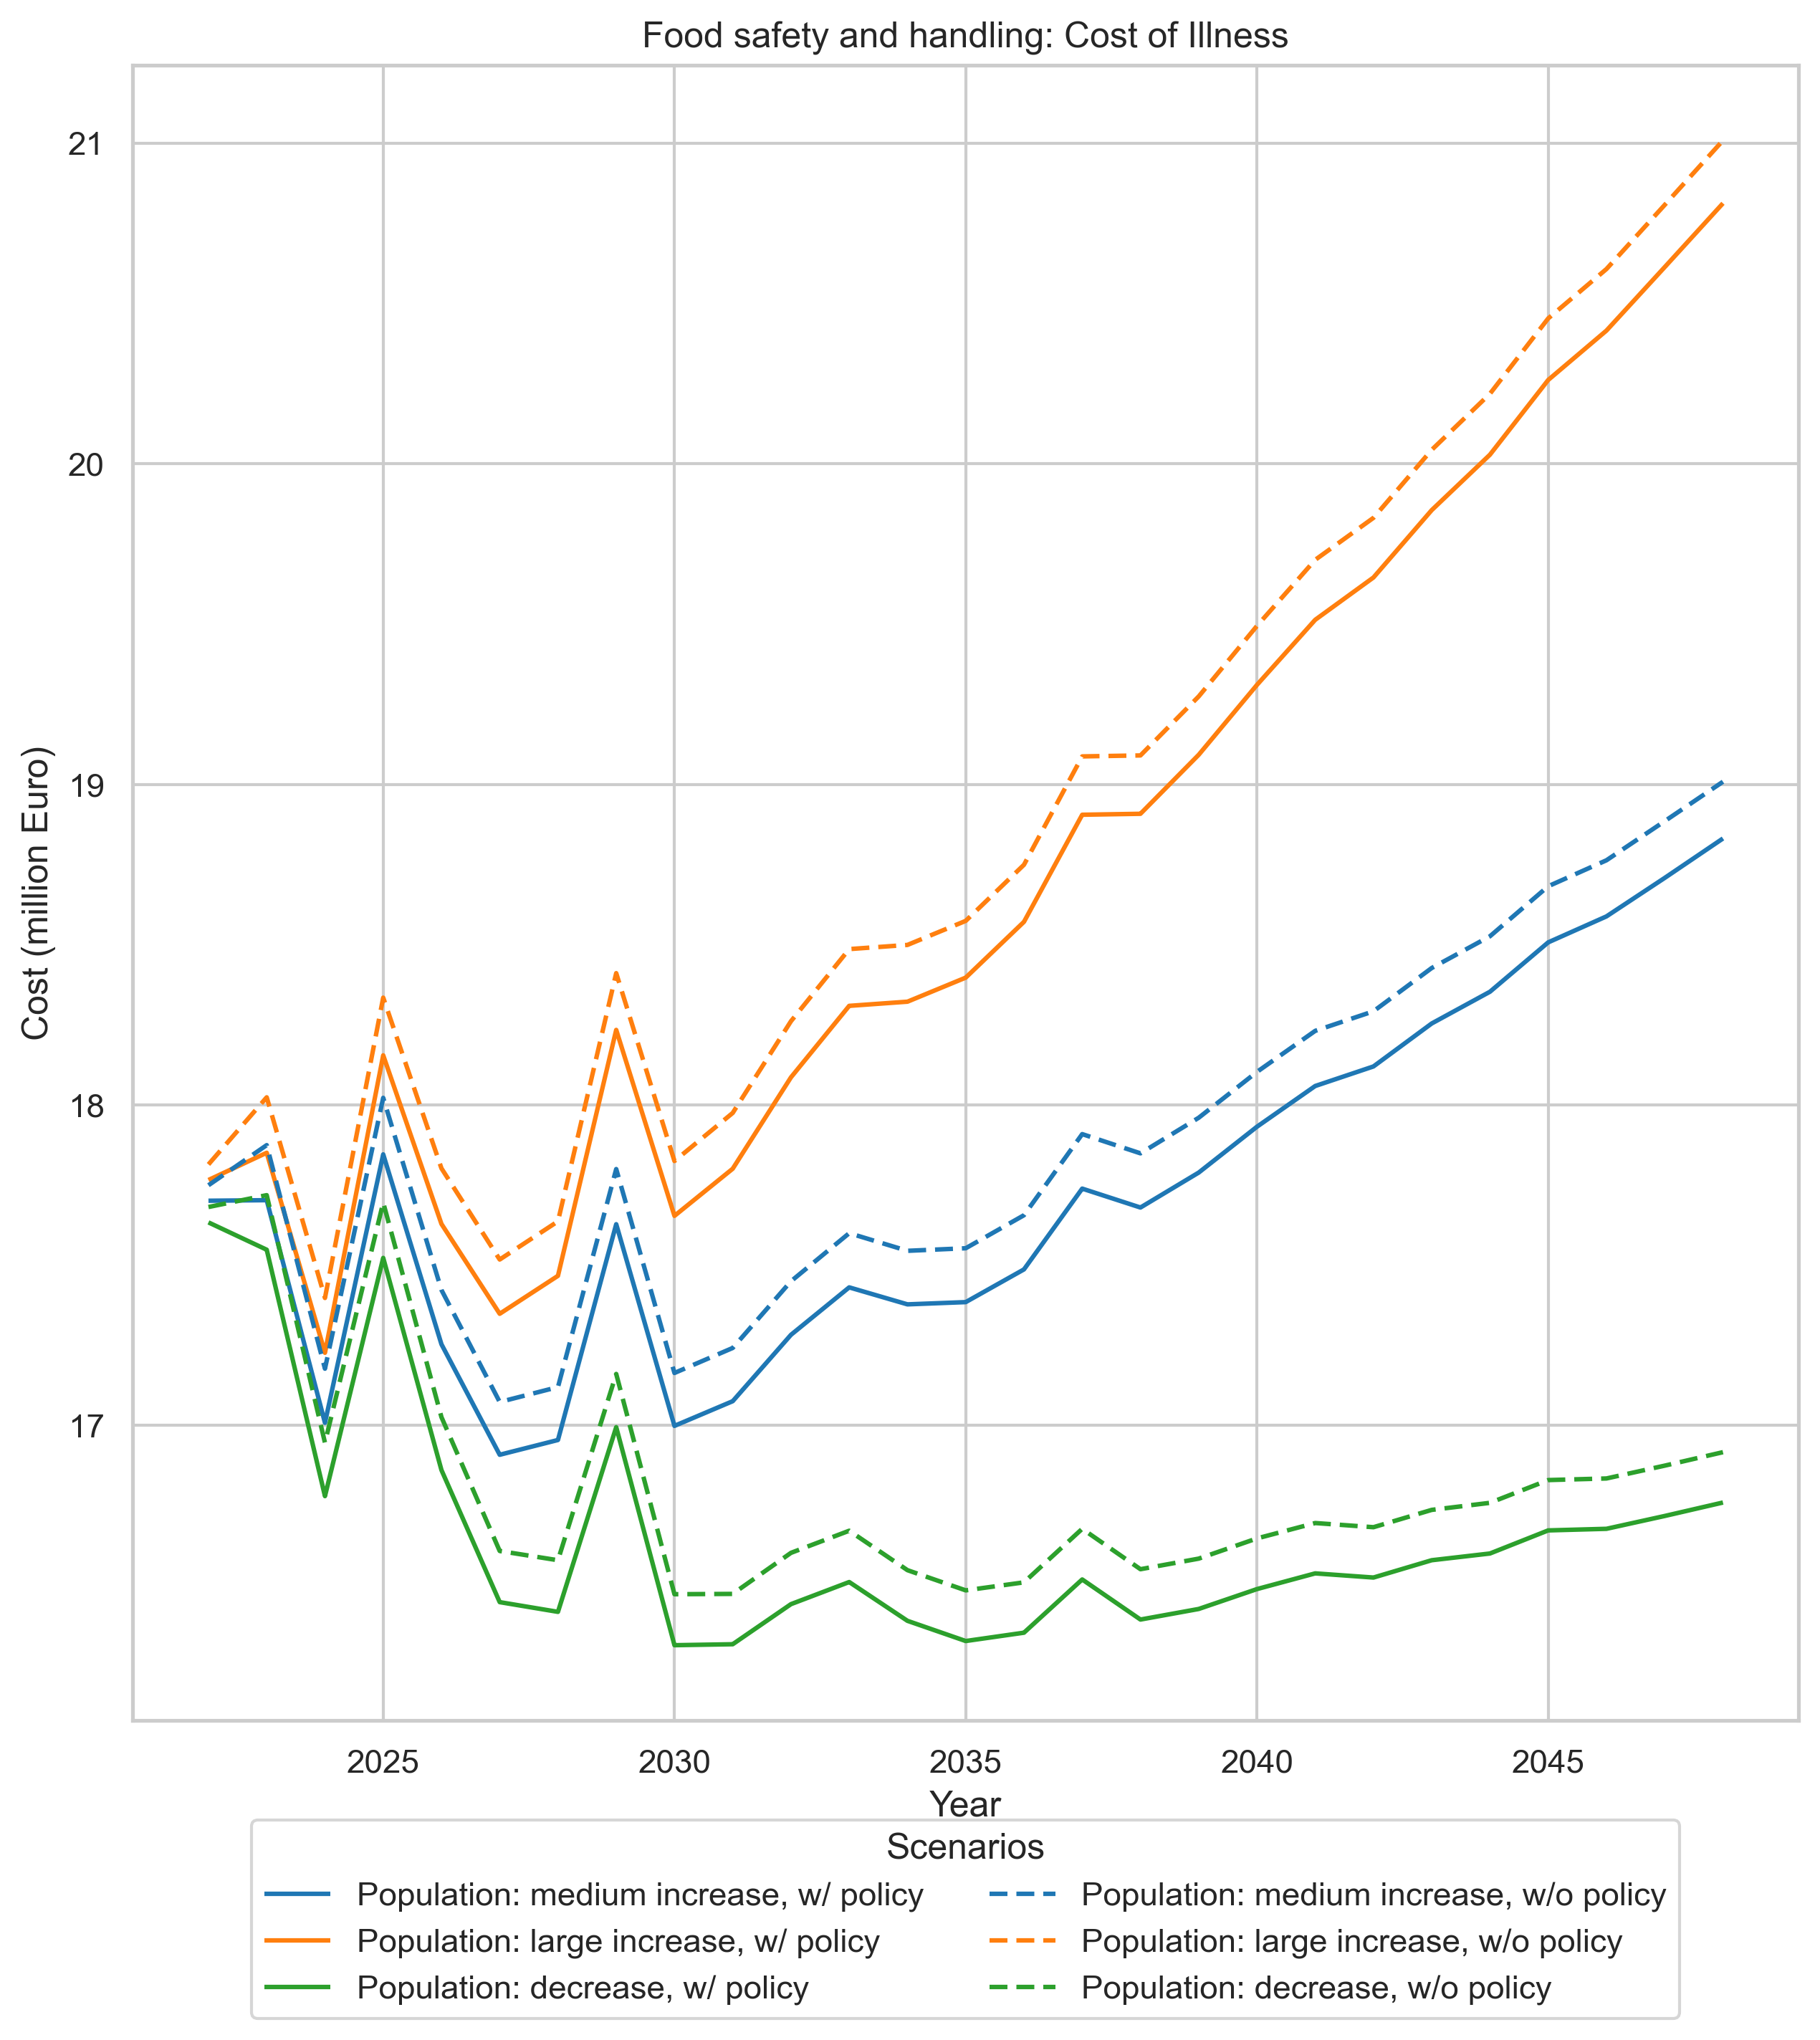 Food safety and handling: Cost of Illness
21
20
19
18
17
Cost (million Euro)
2025 2030 2035 2040 2045
Year
Scenarios
Population: medium increase, w/ policy
Population: large increase, w/ policy
Population: decrease, w/ policy
Population: medium increase, w/o policy
Population: large increase, w/o policy
Population: decrease, w/o policy